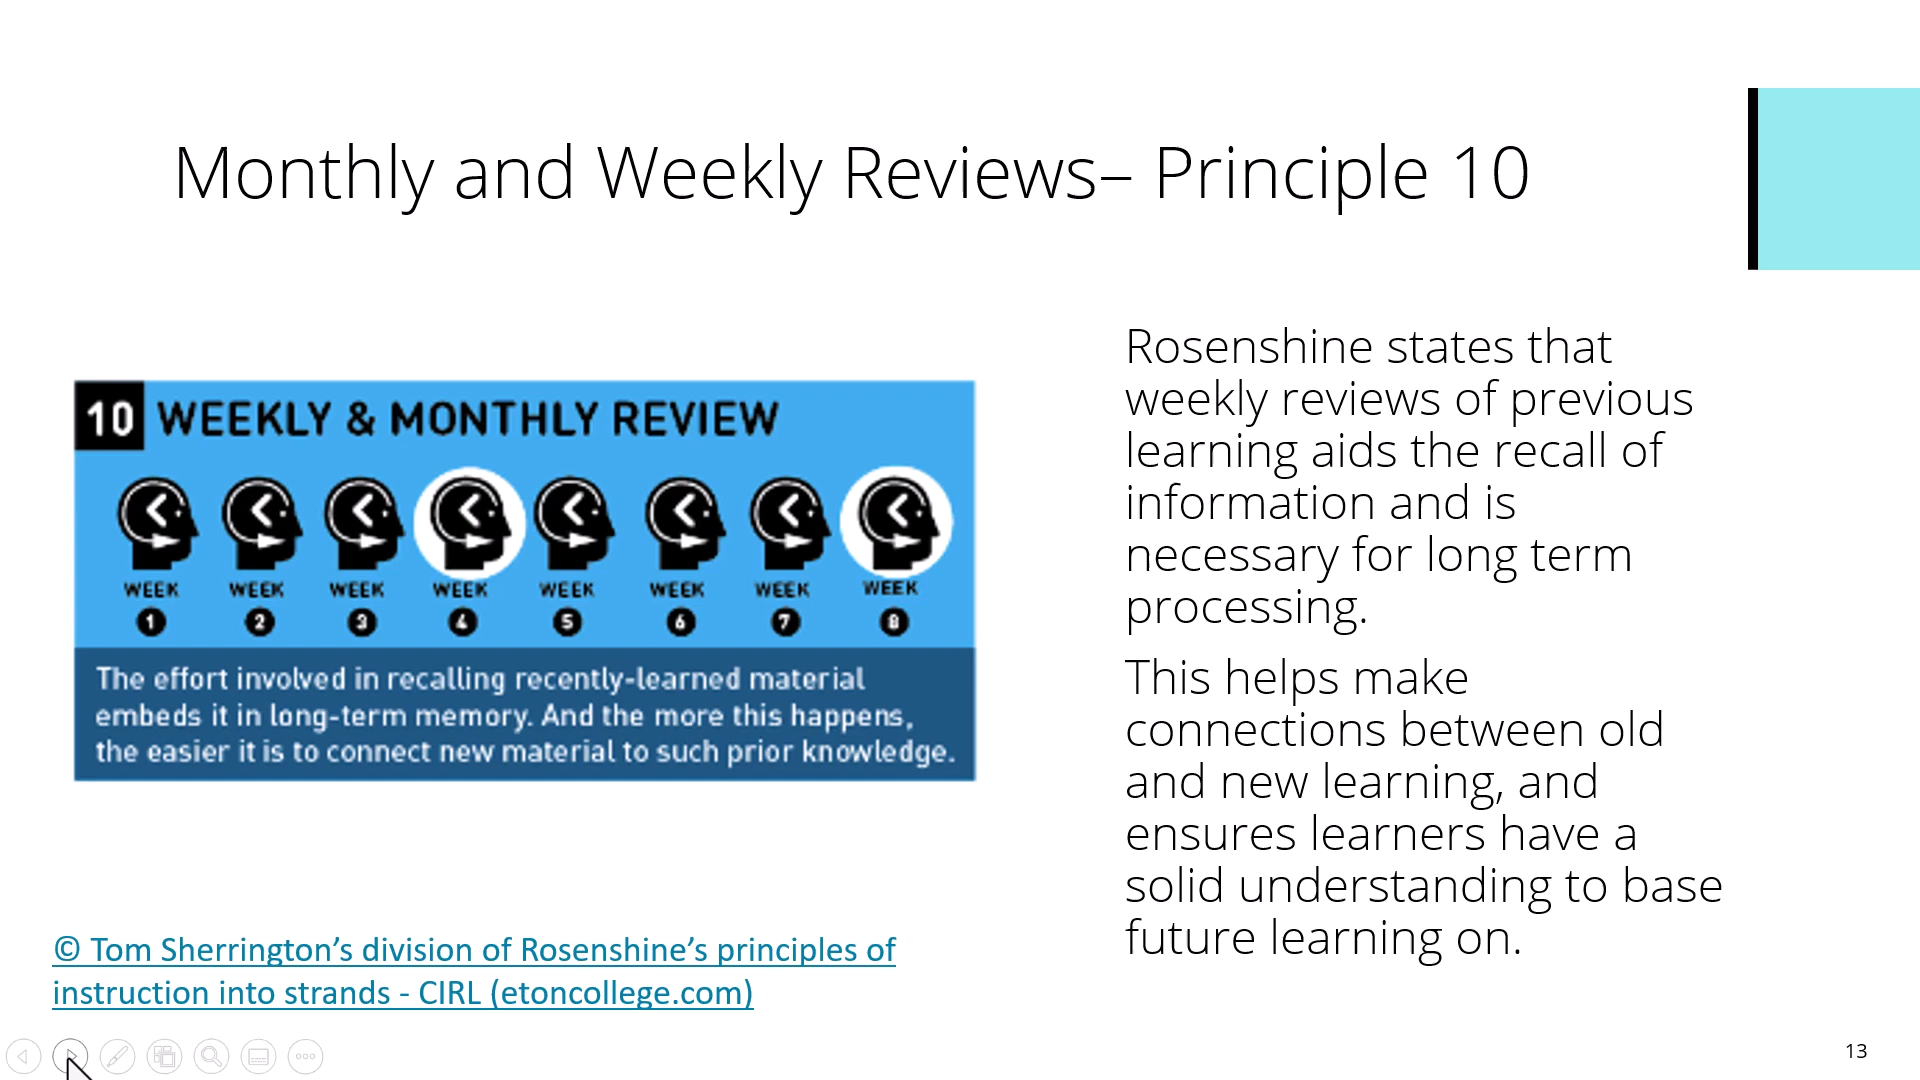 Monthly and Weekly Reviews– Principle 10
10 WEEKLY & MONTHLY REVIEW
WEEK WEEK WEEK WEEK WEEK WEEK WEEK WEEK
1 2 3 4 5 6 7 8
The effort involved in recalling recently-learned material
embeds it in long-term memory. And the more this happens,
the easier it is to connect new material to such prior knowledge.
© Tom Sherrington’s division of Rosenshine’s principles of
instruction into strands - CIRL (etoncollege.com)
Rosenshine states that
weekly reviews of previous
learning aids the recall of
information and is
necessary for long term
processing.
This helps make
connections between old
and new learning, and
ensures learners have a
solid understanding to base
future learning on.
13